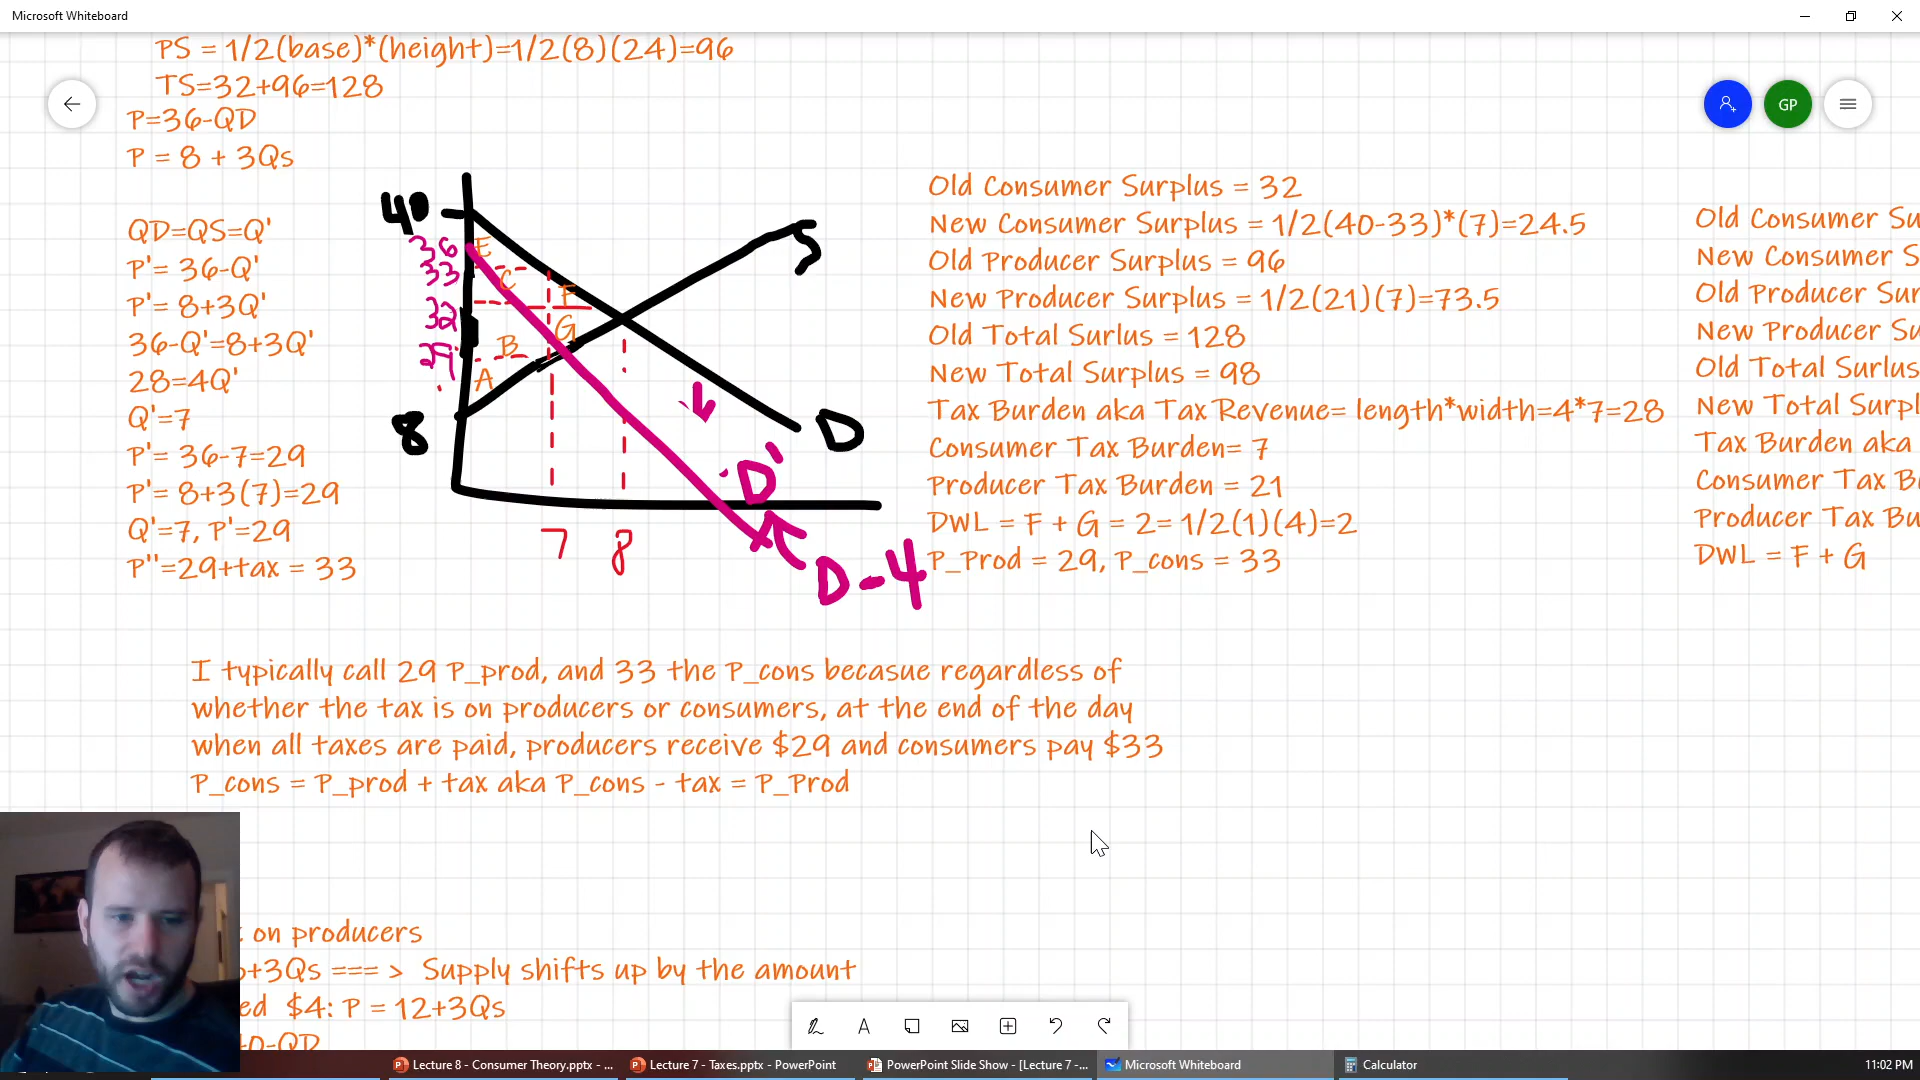 Microsoft Whiteboard
PS = 1/2(base)*(height)=1/2(8)(24)=96
TS=32+96=128
P=36-QD
P = 8 + 3Qs
GP
QD=QS=Q'
P'= 36-Q'
P'= 8+3Q'
36-Q'=8+3Q'
28=4Q'
Q'=7
P'= 36-7=29
P'= 8+3(7)=29
Q'=7, P'=29
P''=29+tax = 33
40
36
33
32
29
8
E
C
F
G
B
A
S
D
D'
D-4
7
8
Old Consumer Surplus = 32
New Consumer Surplus = 1/2(40-33)*(7)=24.5
Old Producer Surplus = 96
New Producer Surplus = 1/2(21)(7)=73.5
Old Total Surlus = 128
New Total Surplus = 98
Tax Burden aka Tax Revenue= length*width=4*7=28
Consumer Tax Burden= 7
Producer Tax Burden = 21
DWL = F + G = 2= 1/2(1)(4)=2
P_Prod = 29, P_cons = 33
Old Consumer Su
New Consumer S
Old Producer Sur
New Producer Su
Old Total Surlus
New Total Surpl
Tax Burden aka
Consumer Tax Bu
Producer Tax Bu
DWL = F + G
I typically call 29 P_prod, and 33 the P_cons becasue regardless of
whether the tax is on producers or consumers, at the end of the day
when all taxes are paid, producers receive $29 and consumers pay $33
P_cons = P_prod + tax aka P_cons - tax = P_Prod
on producers
+3Qs === > Supply shifts up by the amount
ed $4: P = 12+3Qs
0-QD
Lecture 8 - Consumer Theory.pptx - ...
Lecture 7 - Taxes.pptx - PowerPoint
PowerPoint Slide Show - [Lecture 7 -...
Microsoft Whiteboard
Calculator
11:02 PM